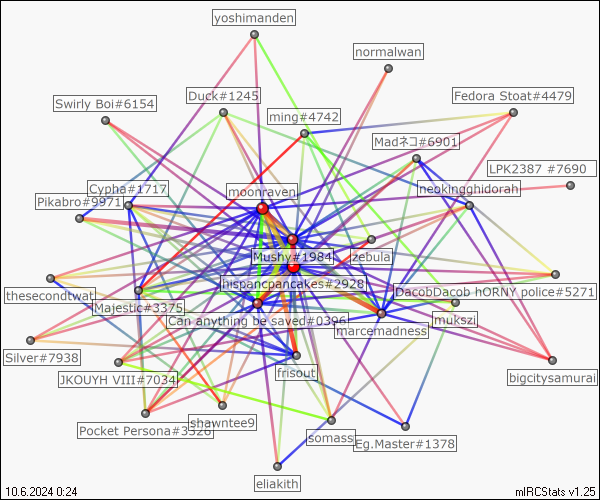 yoshimanden
normalwan
Duck#1245
Fedora Stoat#4479
Swirly Boi#6154
ming#4742
Madネコ#6901
LPK2387 #7690
Cypha#1717
moonraven
neokingghidorah
Pikabro#9971
Mushy#1984
zebula
hispancpancakes#2928
thesecondtwat
DacobDacob HORNY police#5271
Majestic#3375
Can anything be saved#0396
mukszi
marcemadness
Silver#7938
frisout
JKOUYH VIII#7034
bigcitysamurai
shawntee9
Pocket Persona#3326
somass
Eg.Master#1378
eliakith
10.6.2024 0:24
mIRCStats v1.25